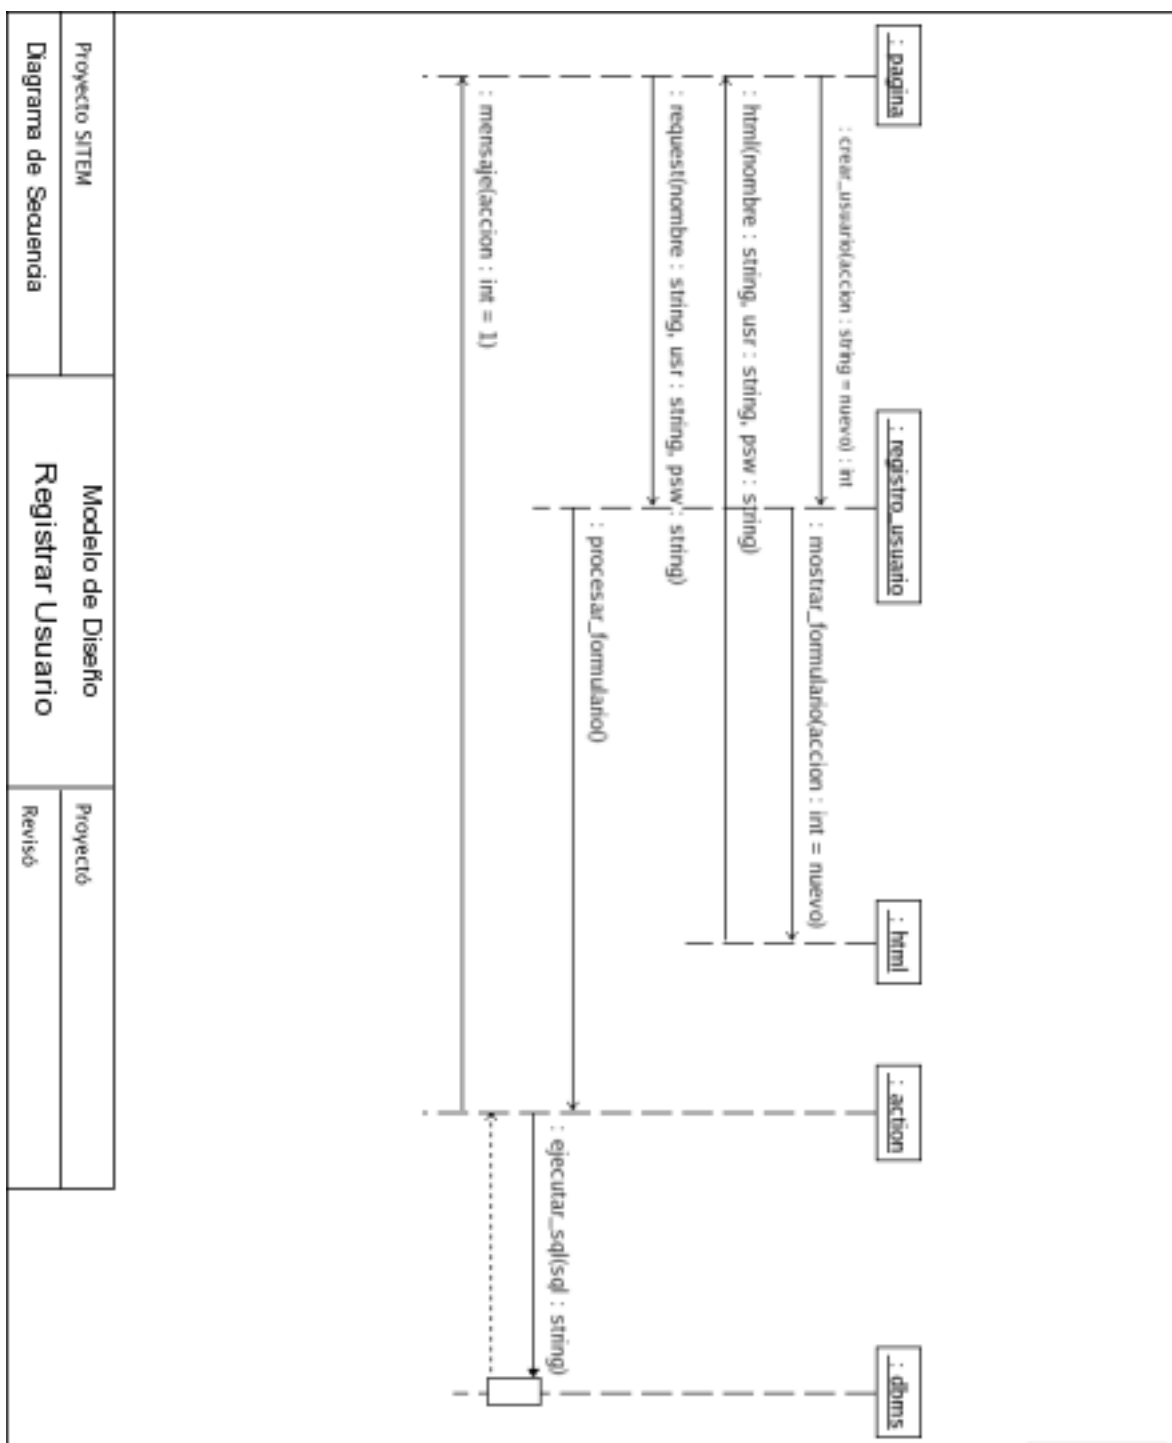 : pagina
: registro_usuario
: html
: action
: dbms
: crear_usuario(accion : string = nuevo) : int
: mostrar_formulario(accion : int = nuevo)
: html(nombre : string, usr : string, psw : string)
: request(nombre : string, usr : string, psw : string)
: procesar_formulario()
: ejecutar_sql(sql : string)
: mensaje(accion : int = 1)
Proyecto SITEM
Modelo de Diseño
Proyectó
Diagrama de Secuencia
Registrar Usuario
Revisó